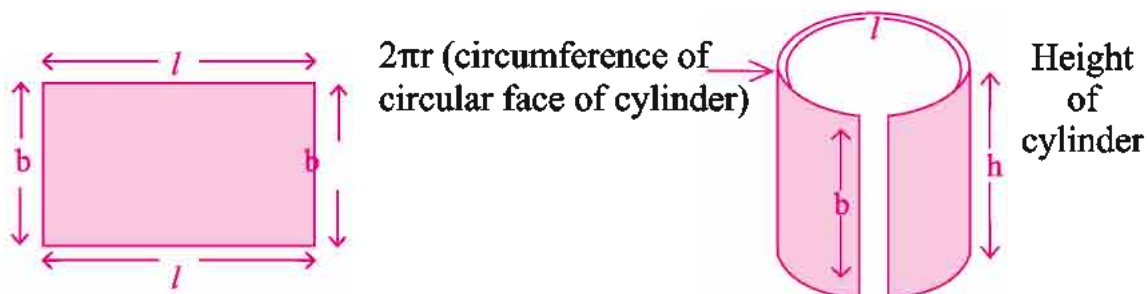 l
b
b
l
2πr (circumference of
circular face of cylinder)
l
b
h
Height
of
cylinder